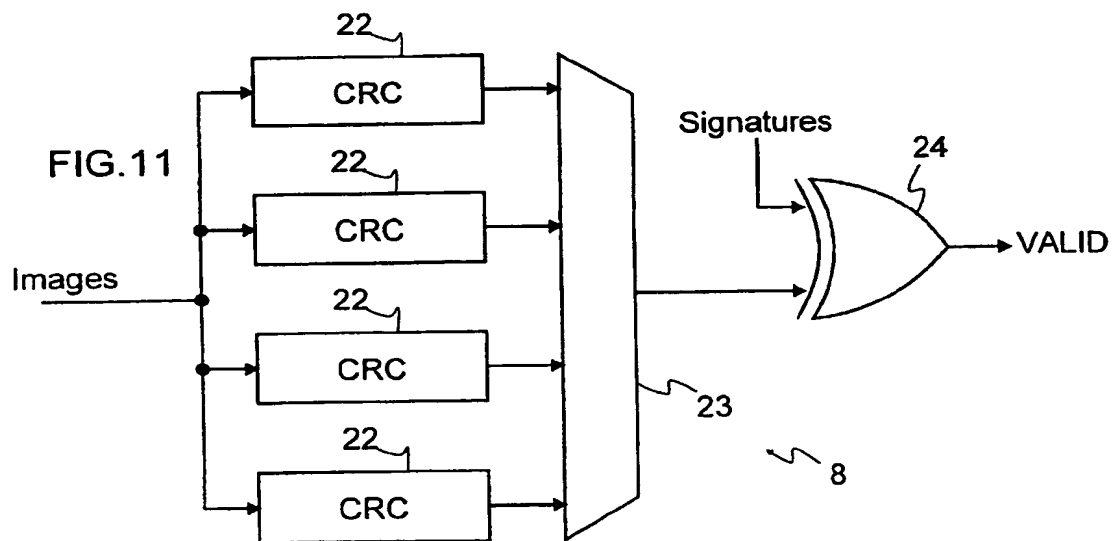 22
CRC
Signatures
24
FIG.11
22
CRC
VALID
Images
22
CRC
23
22
8
CRC